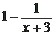 1 − 1/(x + 3)